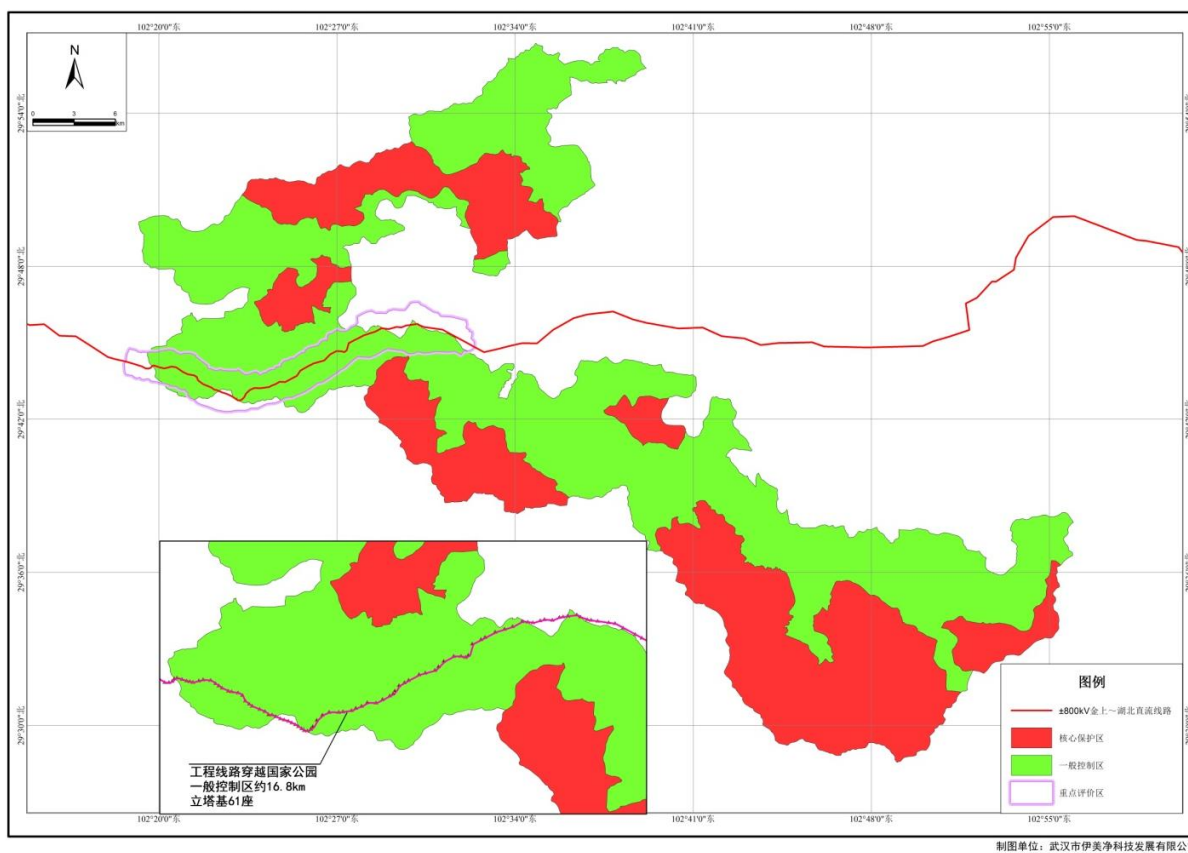 102°20'0"东
102°27'0"东
102°34'0"东
102°41'0"东
102°48'0"东
102°55'0"东
N
0 3 6
km
29°54'0"北
29°48'0"北
29°42'0"北
29°36'0"北
29°30'0"北
工程线路穿越国家公园
一般控制区约16.8km
立塔基61座
图例
±800kV金上～湖北直流线路
核心保护区
一般控制区
重点评价区
102°20'0"东
102°27'0"东
102°34'0"东
102°41'0"东
102°48'0"东
102°55'0"东
制图单位：武汉市伊美净科技发展有限公